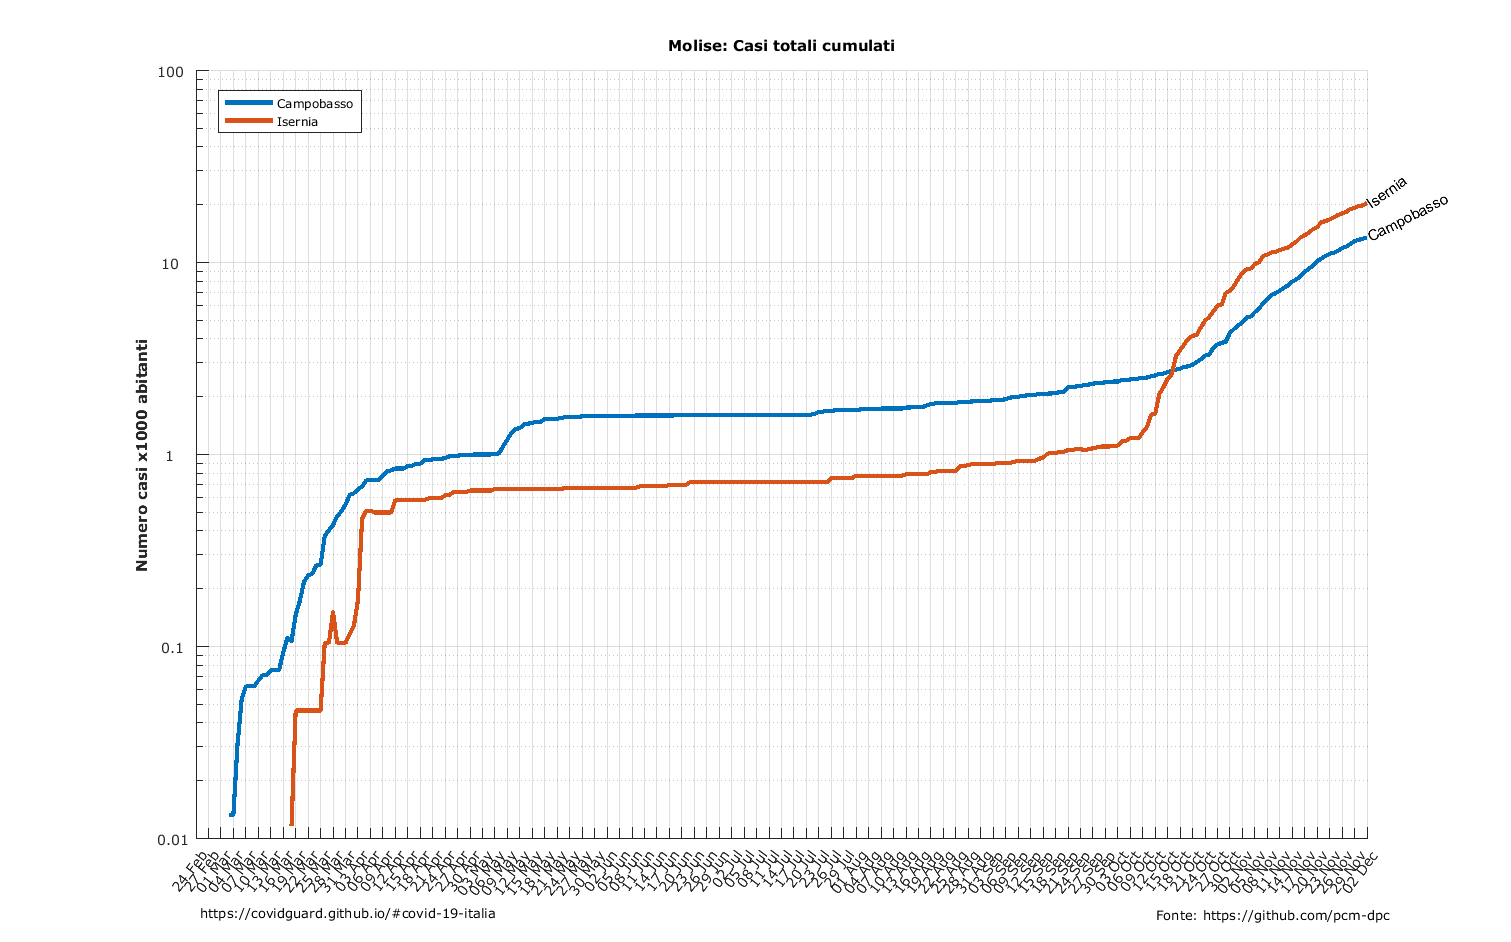 Molise: Casi totali cumulati
100
10
1
0.1
0.01
Numero casi x1000 abitanti
Campobasso
Isernia
Isernia
Campobasso
24 Feb
27 Feb
01 Mar
04 Mar
07 Mar
10 Mar
13 Mar
16 Mar
19 Mar
22 Mar
25 Mar
28 Mar
31 Mar
03 Apr
06 Apr
09 Apr
12 Apr
15 Apr
18 Apr
21 Apr
24 Apr
27 Apr
30 Apr
03 May
06 May
09 May
12 May
15 May
18 May
21 May
24 May
27 May
30 May
02 Jun
05 Jun
08 Jun
11 Jun
14 Jun
17 Jun
20 Jun
23 Jun
26 Jun
29 Jun
02 Jul
05 Jul
08 Jul
11 Jul
14 Jul
17 Jul
20 Jul
23 Jul
26 Jul
29 Jul
01 Aug
04 Aug
07 Aug
10 Aug
13 Aug
16 Aug
19 Aug
22 Aug
25 Aug
28 Aug
31 Aug
03 Sep
06 Sep
09 Sep
12 Sep
15 Sep
18 Sep
21 Sep
24 Sep
27 Sep
30 Sep
03 Oct
06 Oct
09 Oct
12 Oct
15 Oct
18 Oct
21 Oct
24 Oct
27 Oct
30 Oct
02 Nov
05 Nov
08 Nov
11 Nov
14 Nov
17 Nov
20 Nov
23 Nov
26 Nov
29 Nov
02 Dec
https://covidguard.github.io/#covid-19-italia
Fonte: https://github.com/pcm-dpc